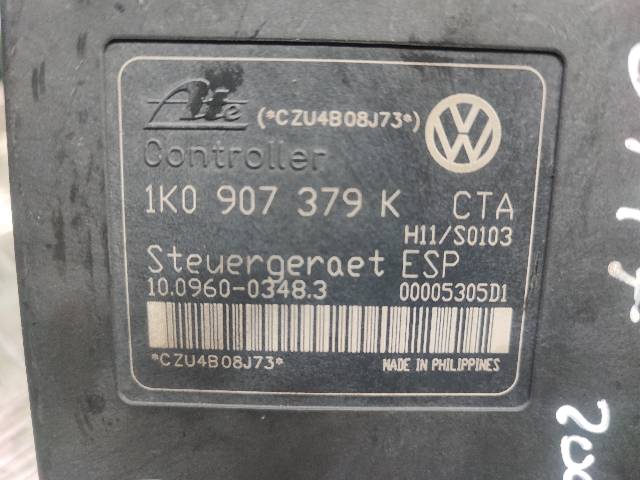 Ate (*CZU4B08J73*)
Controller
1K0 907 379 K CTA
H11/S0103
Steuergeraet ESP
10.0960-0348.3 00005305D1
*CZU4B08J73* MADE IN PHILIPPINES